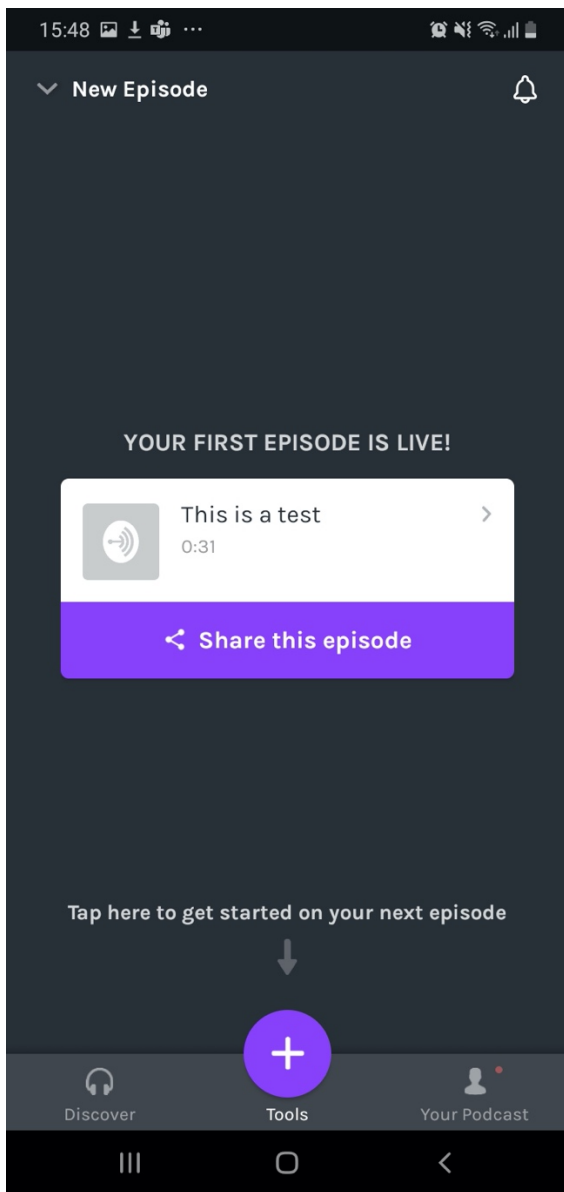 15:48
New Episode
YOUR FIRST EPISODE IS LIVE!
This is a test
0:31
Share this episode
Tap here to get started on your next episode
Discover
Tools
Your Podcast